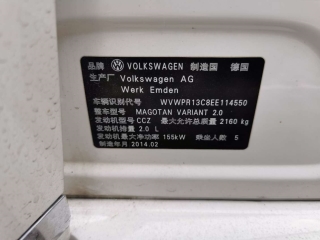 品牌 VOLKSWAGEN 制造国 德国
生产厂 Volkswagen AG
Werk Emden
车辆识别代号 WVWPR13C8EE114550
整车型号 MAGOTAN VARIANT 2.0
发动机型号 CCZ 最大允许总质量 2160 kg
发动机排量 2.0 L
发动机最大净功率 155kW 乘坐人数 5
制造年月 2014.02